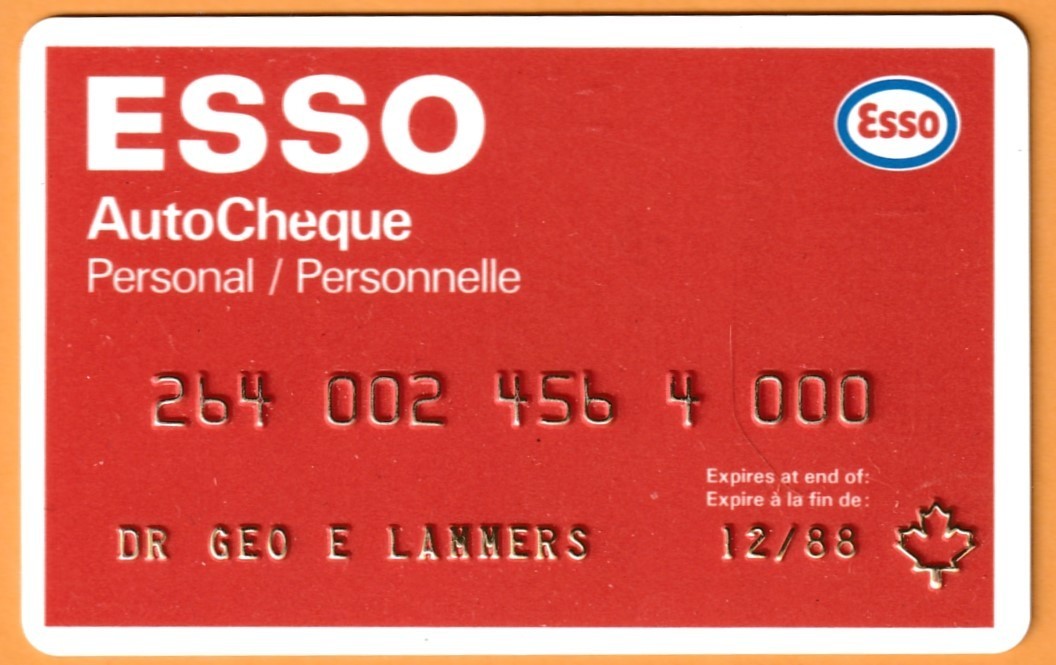 ESSO
Esso
AutoCheque
Personal / Personnelle
264 002 456 4 000
Expires at end of:
Expire à la fin de:
DR GEO E LAMMERS 12/88